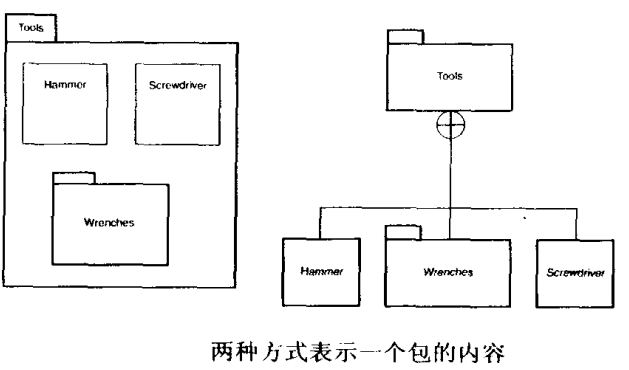 Tools
Hammer
Screwdriver
Wrenches
Tools
Hammer
Wrenches
Screwdriver
两种方式表示一个包的内容